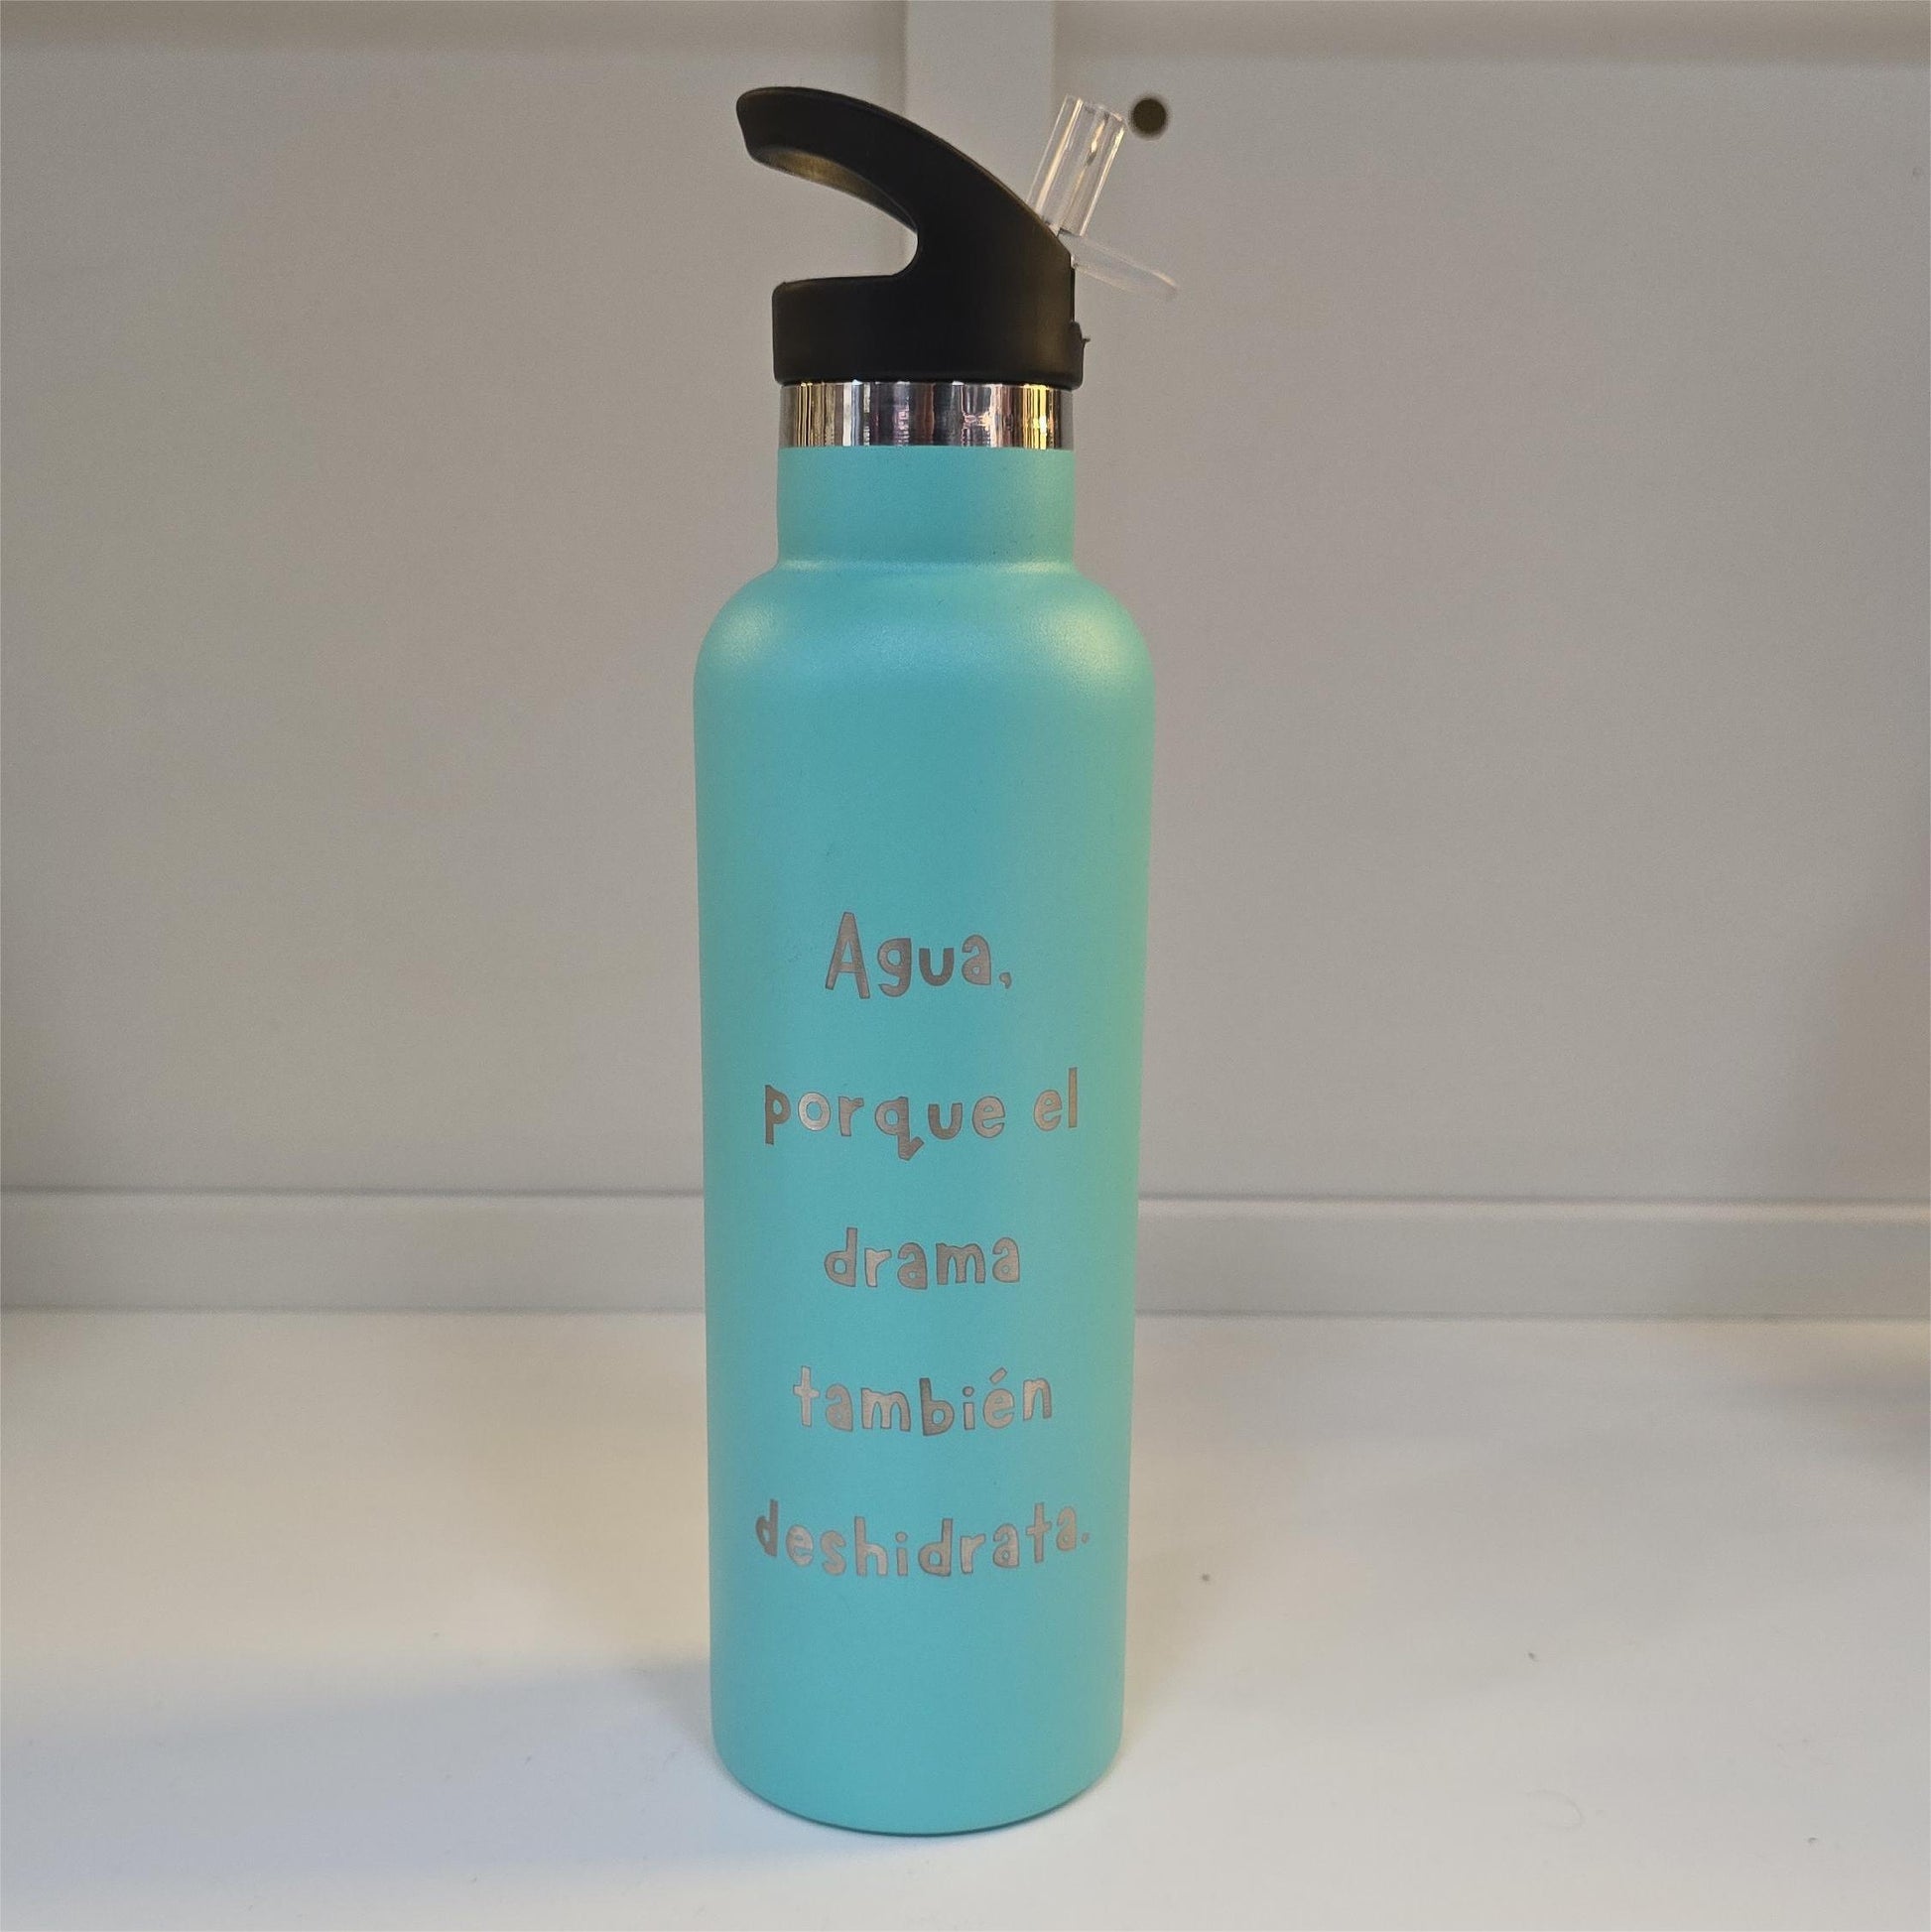 Agua,
porque el
drama
también
deshidrata.